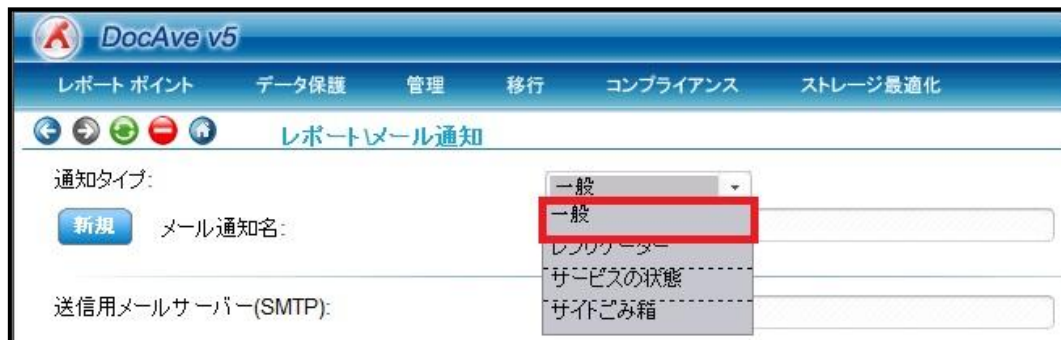 DocAve v5
レポート ポイント データ保護 管理 移行 コンプライアンス ストレージ最適化
レポート\メール通知
通知タイプ: 一般
一般
新規 メール通知名:
レプリケーター
サービスの状態
サイトごみ箱
送信用メールサーバー(SMTP):